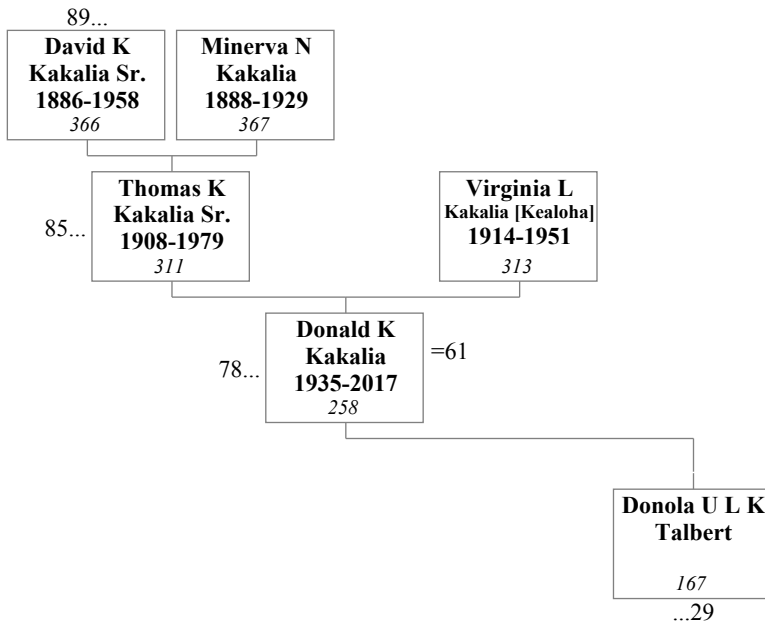 89...
David K
Kakalia Sr.
1886-1958
366
Minerva N
Kakalia
1888-1929
367
85...
Thomas K
Kakalia Sr.
1908-1979
311
Virginia L
Kakalia [Kealoha]
1914-1951
313
78...
Donald K
Kakalia
1935-2017
258
=61
Donola U L K
Talbert
167
...29